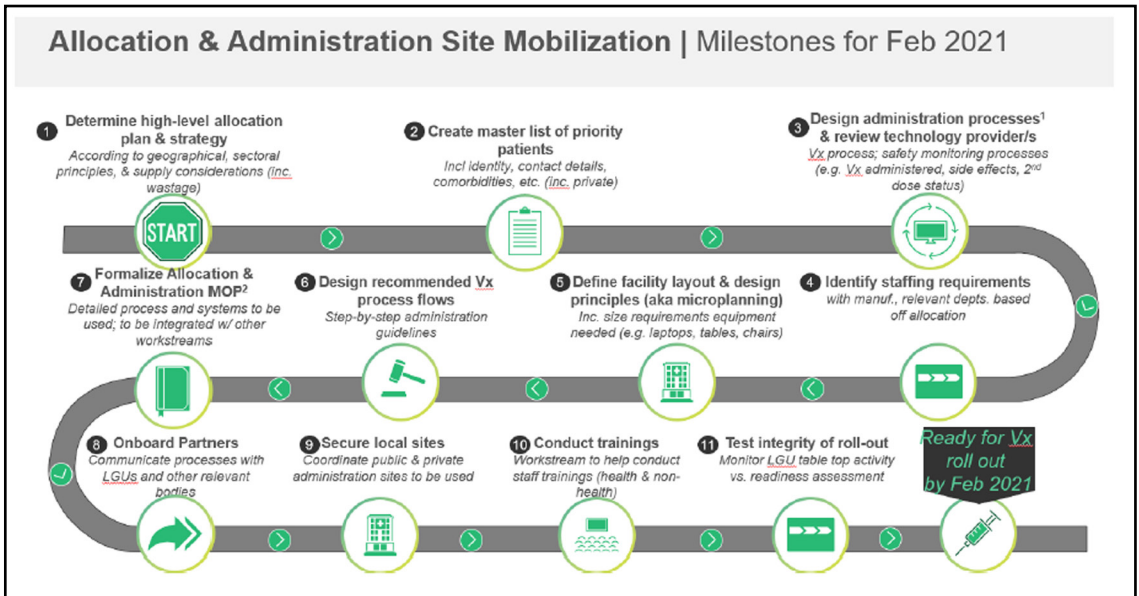 Allocation & Administration Site Mobilization | Milestones for Feb 2021
1 Determine high-level allocation
plan & strategy
According to geographical, sectoral
principles, & supply considerations (inc.
wastage)
START
2 Create master list of priority
patients
Incl identity, contact details,
comorbidities, etc. (inc. private)
3 Design administration processes¹
& review technology provider/s
Vx process; safety monitoring processes
(e.g. Vx administered, side effects, 2nd
dose status)
4 Identify staffing requirements
with manuf., relevant depts. based
off allocation
5 Define facility layout & design
principles (aka microplanning)
Inc. size requirements equipment
needed (e.g. laptops, tables, chairs)
6 Design recommended Vx
process flows
Step-by-step administration
guidelines
7 Formalize Allocation &
Administration MOP²
Detailed process and systems to be
used; to be integrated w/ other
workstreams
8 Onboard Partners
Communicate processes with
LGUs and other relevant
bodies
9 Secure local sites
Coordinate public & private
administration sites to be used
10 Conduct trainings
Workstream to help conduct
staff trainings (health & non-
health)
11 Test integrity of roll-out
Monitor LGU table top activity
vs. readiness assessment
Ready for Vx
roll out
by Feb 2021